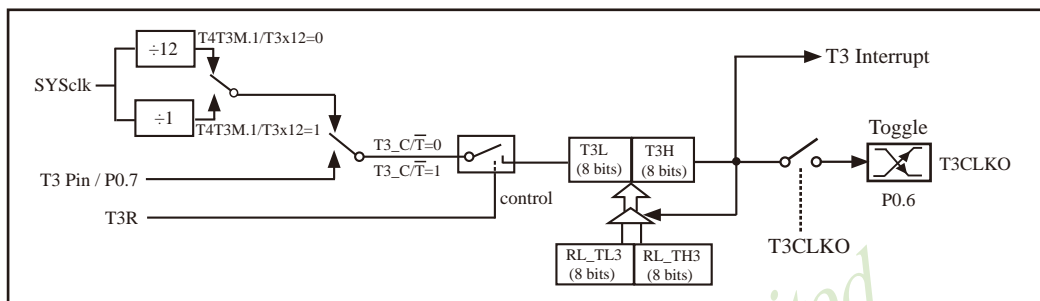 ÷12
T4T3M.1/T3x12=0
SYSclk
÷1
T4T3M.1/T3x12=1
T3 Pin / P0.7
T3R
T3_C/T̅=0
T3_C/T̅=1
control
T3L
(8 bits)
T3H
(8 bits)
RL_TL3
(8 bits)
RL_TH3
(8 bits)
T3 Interrupt
Toggle
T3CLKO
P0.6
T3CLKO